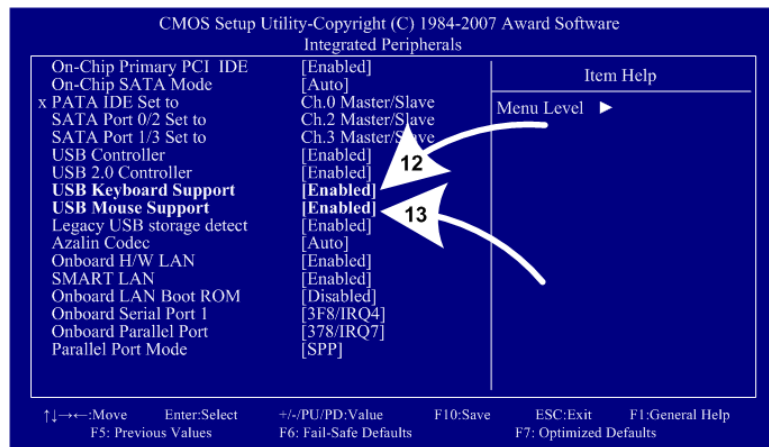 CMOS Setup Utility-Copyright (C) 1984-2007 Award Software
Integrated Peripherals
On-Chip Primary PCI IDE [Enabled]
On-Chip SATA Mode [Auto]
x PATA IDE Set to Ch.0 Master/Slave
SATA Port 0/2 Set to Ch.2 Master/Slave
SATA Port 1/3 Set to Ch.3 Master/Slave
USB Controller [Enabled]
USB 2.0 Controller [Enabled]
USB Keyboard Support [Enabled]
USB Mouse Support [Enabled]
Legacy USB storage detect [Enabled]
Azalin Codec [Auto]
Onboard H/W LAN [Enabled]
SMART LAN [Enabled]
Onboard LAN Boot ROM [Disabled]
Onboard Serial Port 1 [3F8/IRQ4]
Onboard Parallel Port [378/IRQ7]
Parallel Port Mode [SPP]
Item Help
Menu Level ►
12
13
↑↓→←:Move Enter:Select +/-/PU/PD:Value F10:Save ESC:Exit F1:General Help
F5: Previous Values F6: Fail-Safe Defaults F7: Optimized Defaults